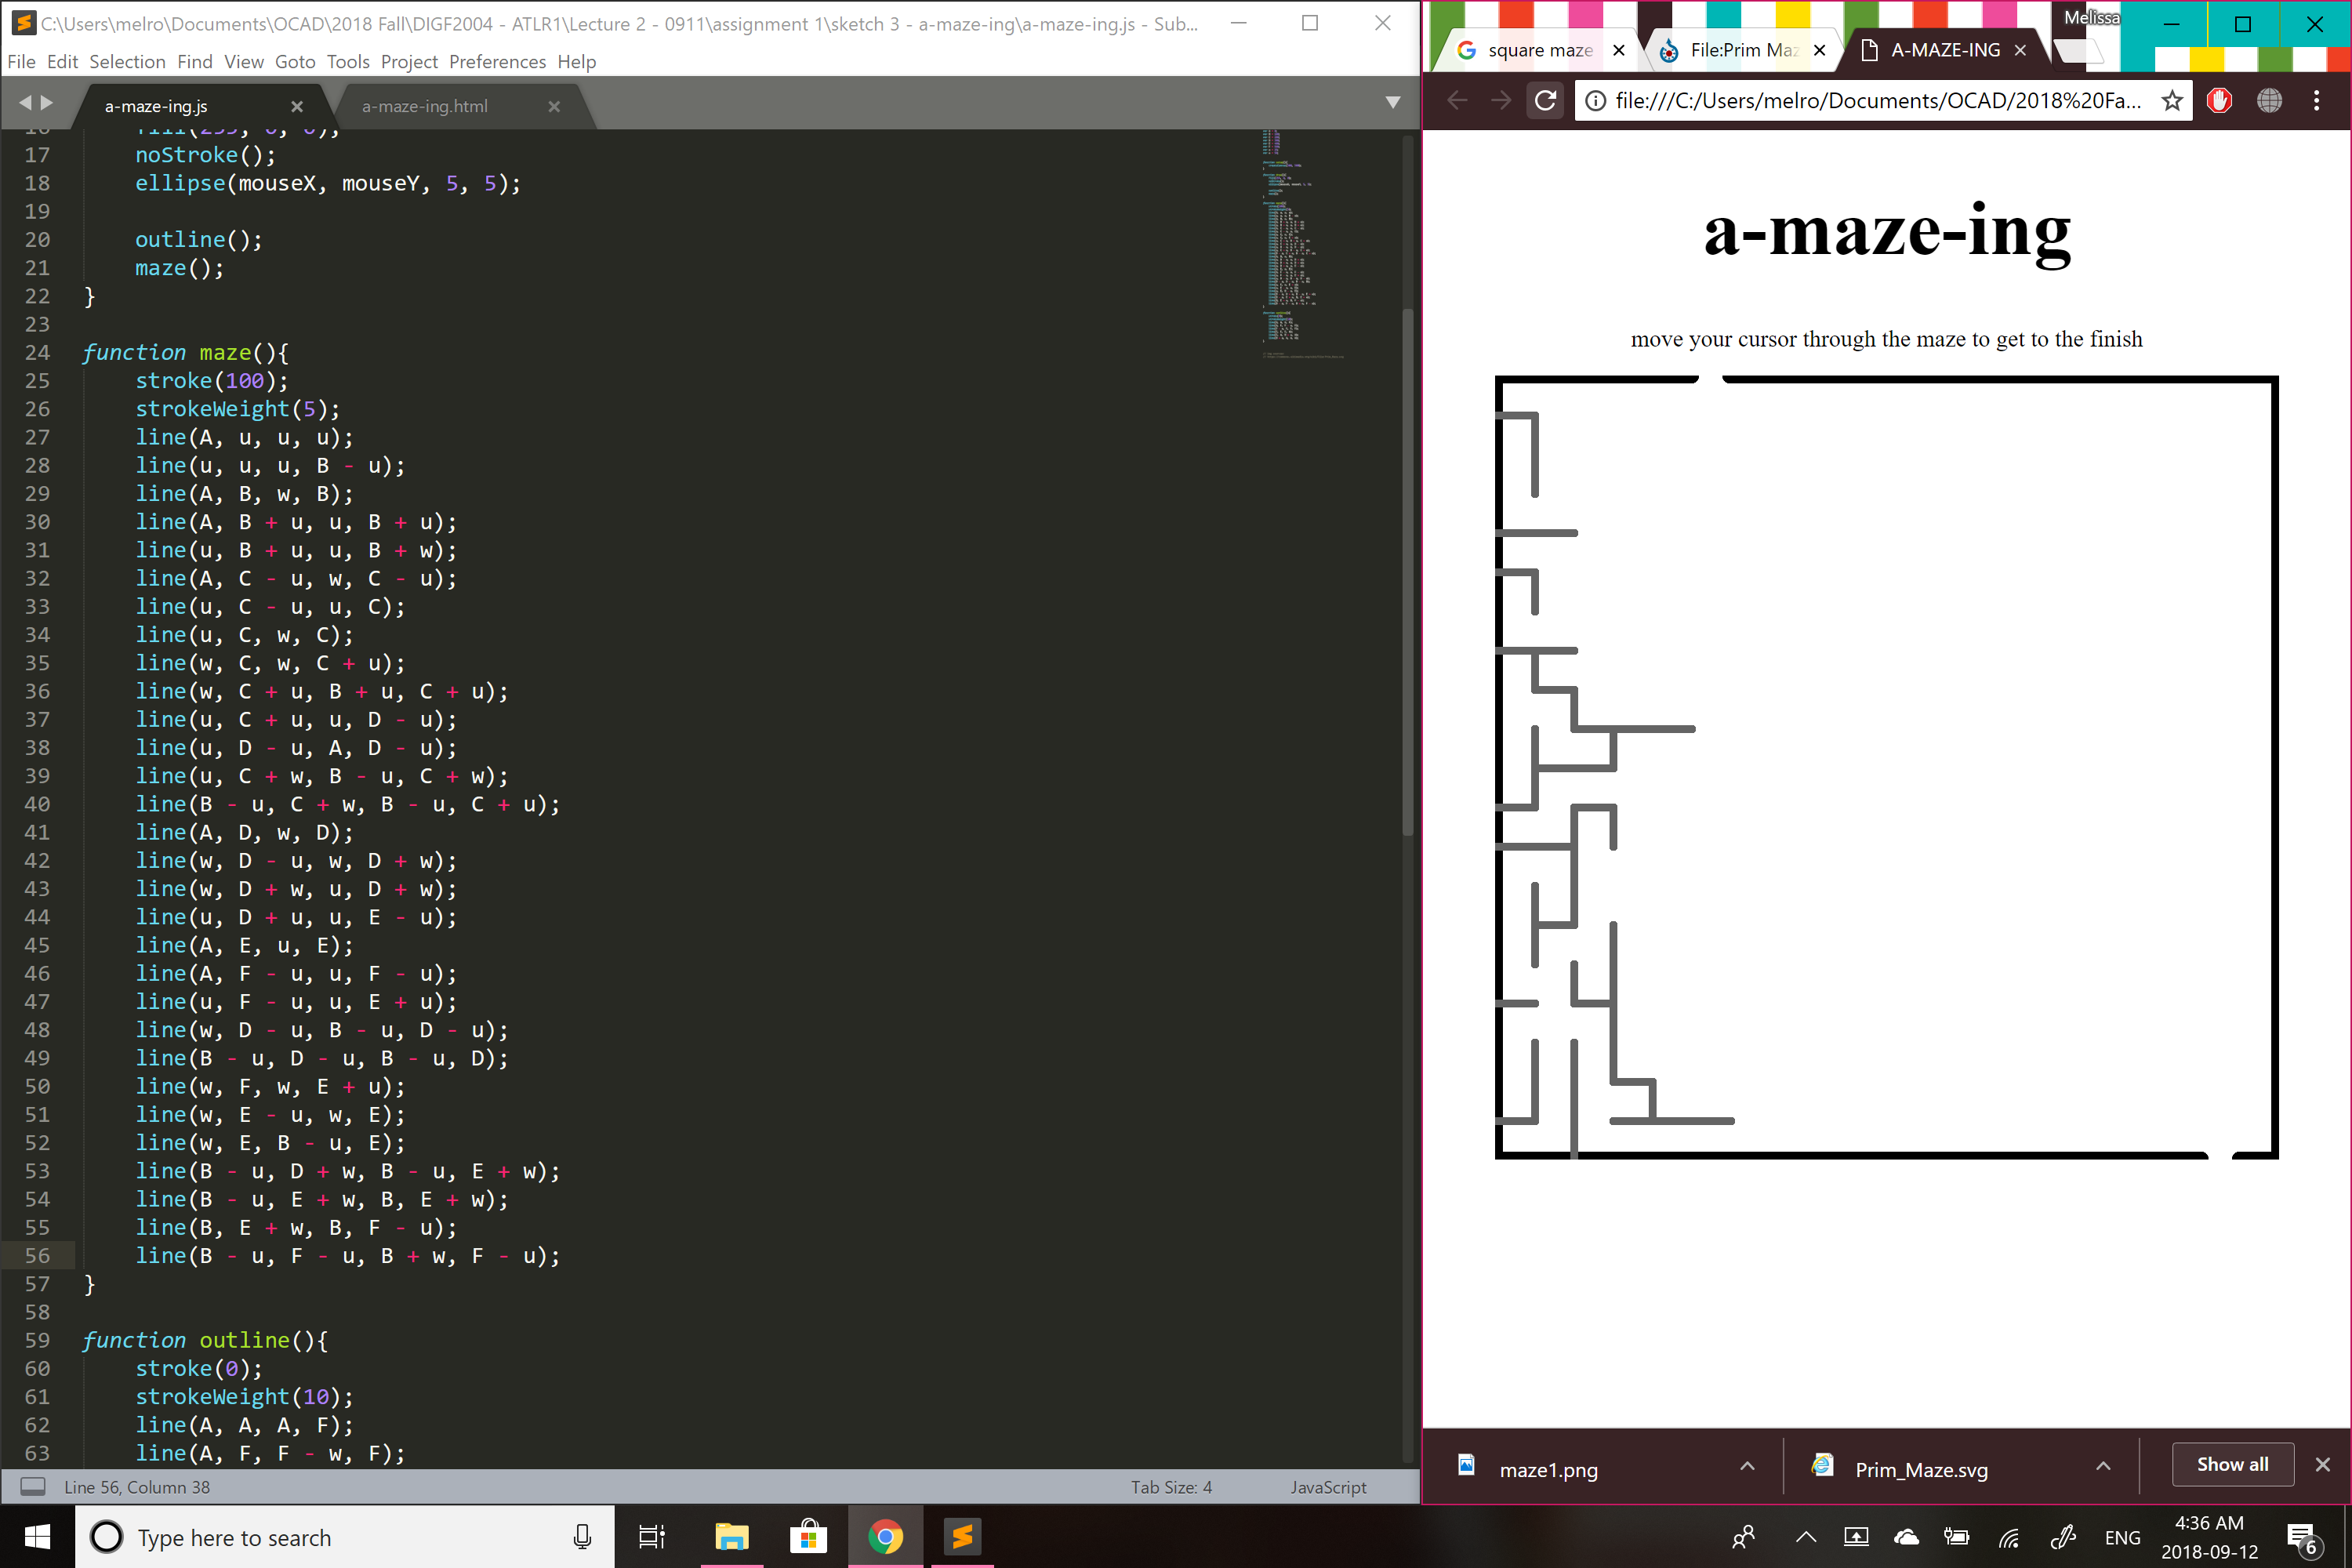 C:\Users\melro\Documents\OCAD\2018 Fall\DIGF2004 - ATLR1\Lecture 2 - 0911\assignment 1\sketch 3 - a-maze-ing\a-maze-ing.js - Sub...
File Edit Selection Find View Goto Tools Project Preferences Help
a-maze-ing.js
a-maze-ing.html
17 noStroke();
18 ellipse(mouseX, mouseY, 5, 5);
19
20 outline();
21 maze();
22 }
23
24 function maze(){
25 stroke(100);
26 strokeWeight(5);
27 line(A, u, u, u);
28 line(u, u, u, B - u);
29 line(A, B, w, B);
30 line(A, B + u, u, B + u);
31 line(u, B + u, u, B + w);
32 line(A, C - u, w, C - u);
33 line(u, C - u, u, C);
34 line(u, C, w, C);
35 line(w, C, w, C + u);
36 line(w, C + u, B + u, C + u);
37 line(u, C + u, u, D - u);
38 line(u, D - u, A, D - u);
39 line(u, C + w, B - u, C + w);
40 line(B - u, C + w, B - u, C + u);
41 line(A, D, w, D);
42 line(w, D - u, w, D + w);
43 line(w, D + w, u, D + w);
44 line(u, D + u, u, E - u);
45 line(A, E, u, E);
46 line(A, F - u, u, F - u);
47 line(u, F - u, u, E + u);
48 line(w, D - u, B - u, D - u);
49 line(B - u, D - u, B - u, D);
50 line(w, F, w, E + u);
51 line(w, E - u, w, E);
52 line(w, E, B - u, E);
53 line(B - u, D + w, B - u, E + w);
54 line(B - u, E + w, B, E + w);
55 line(B, E + w, B, F - u);
56 line(B - u, F - u, B + w, F - u);
57 }
58
59 function outline(){
60 stroke(0);
61 strokeWeight(10);
62 line(A, A, A, F);
63 line(A, F, F - w, F);
Line 56, Column 38
Tab Size: 4
JavaScript
Melissa
square maze
File:Prim Maz
A-MAZE-ING
file:///C:/Users/melro/Documents/OCAD/2018%20Fa...
a-maze-ing
move your cursor through the maze to get to the finish
maze1.png
Prim_Maze.svg
Show all
Type here to search
ENG
4:36 AM
2018-09-12
6